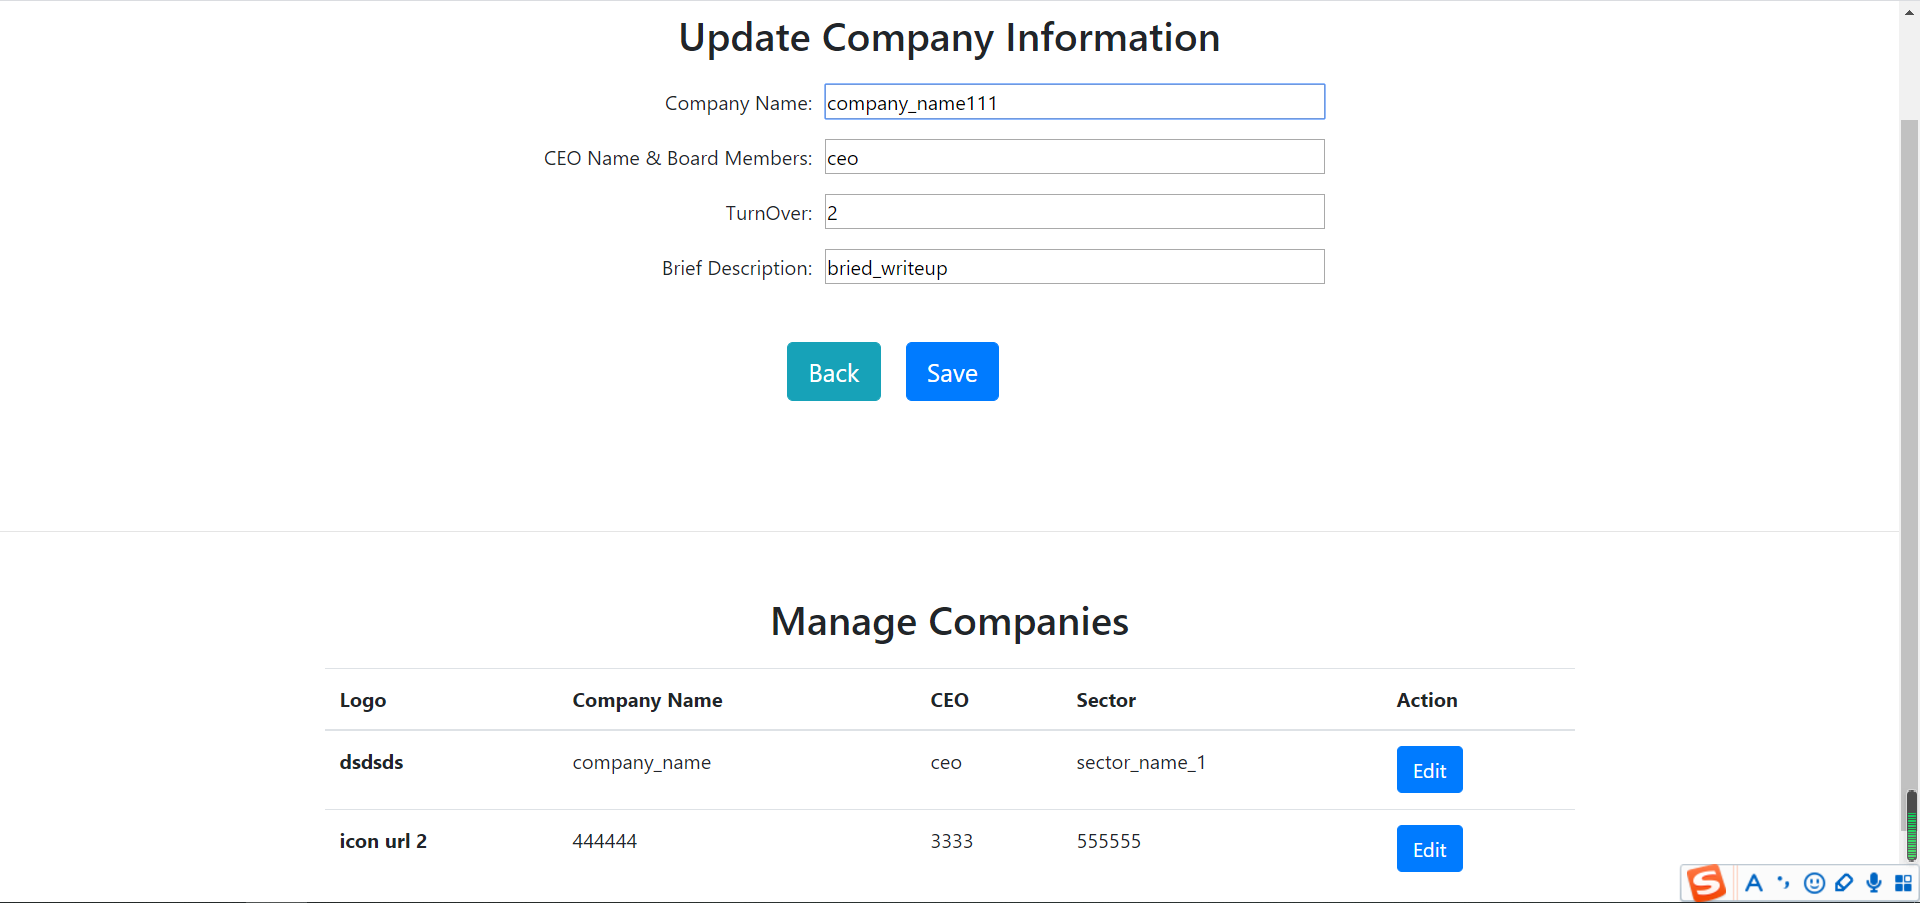 Update Company Information
Company Name: company_name111
CEO Name & Board Members: ceo
TurnOver: 2
Brief Description: bried_writeup
Back Save
Manage Companies
Logo Company Name CEO Sector Action
dsdsds company_name ceo sector_name_1 Edit
icon url 2 444444 3333 555555 Edit
S A